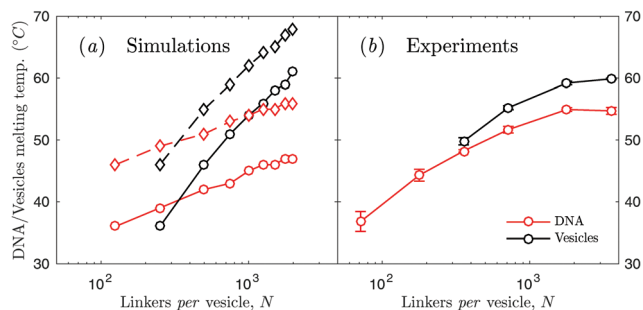 (a) Simulations
(b) Experiments
DNA/Vesicles melting temp. (°C)
70
60
50
40
30
70
60
50
40
30
10²
10³
10²
10³
Linkers per vesicle, N
Linkers per vesicle, N
DNA
Vesicles